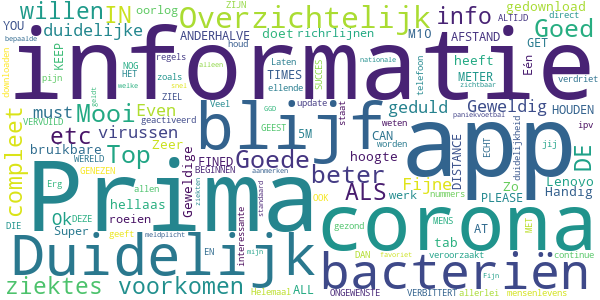 willen IN oorlog ZIJN ALTIJD direct info gedownload
bepaalde YOU Overzichtelijk M10 Goed
duidelijke ANDERHALVE doet richrlijnen AFSTAND
houd
informatie
regels alleen Laten nationale
NOG HET zoals TIMES ellende SUCCES telefoon heeft GET Eén
downloaden KEEP pijn welke ZIEL METER verdriet
must Mooi Even geactiveerd geduld Geweldig HOUDEN
compleet etc virussen VERVUILD
bruikbare Top Zeer
Veel update staat zichtbaar
GEEST GGD 5M CAN weten worden paniekvoetbal
blijf app
DISTANCE ECHT duidelijkheid jij ipv DE
WERELD GENEZEN Geweldige EINED Goede hoogte
BEGINNEN beter ALS Fijne Zo Lenovo
Erg allen ziekten aanmerken werk nummers PLEASE Handig
Prima
Ok DEZE hellaas roeien interessante standaard OOK
DIE Super geeft meldplicht
corona
gezond MENS tab AT MET
Duidelijk EN mijn DAN veroorzaakt continue
favoriet Fijn
bacteriën
ziektes voorkomen Helemaal ALL ONGEWENSTE VERBITTERT allerlei mensenlevens